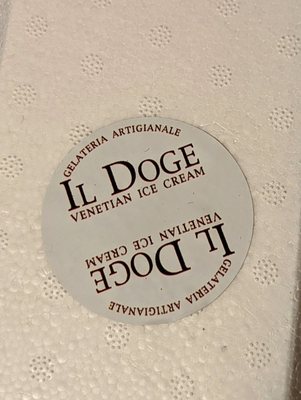 GELATERIA ARTIGIANALE
IL DOGE
VENETIAN ICE CREAM
IL DOGE
VENETIAN ICE CREAM
GELATERIA ARTIGIANALE